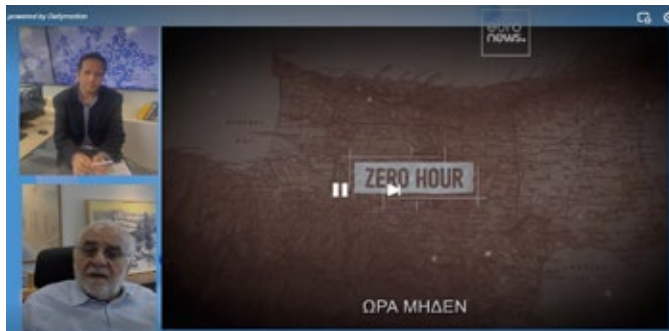 powered by Dailymotion
euro
news.
ZERO HOUR
ΩΡΑ ΜΗΔΕΝ